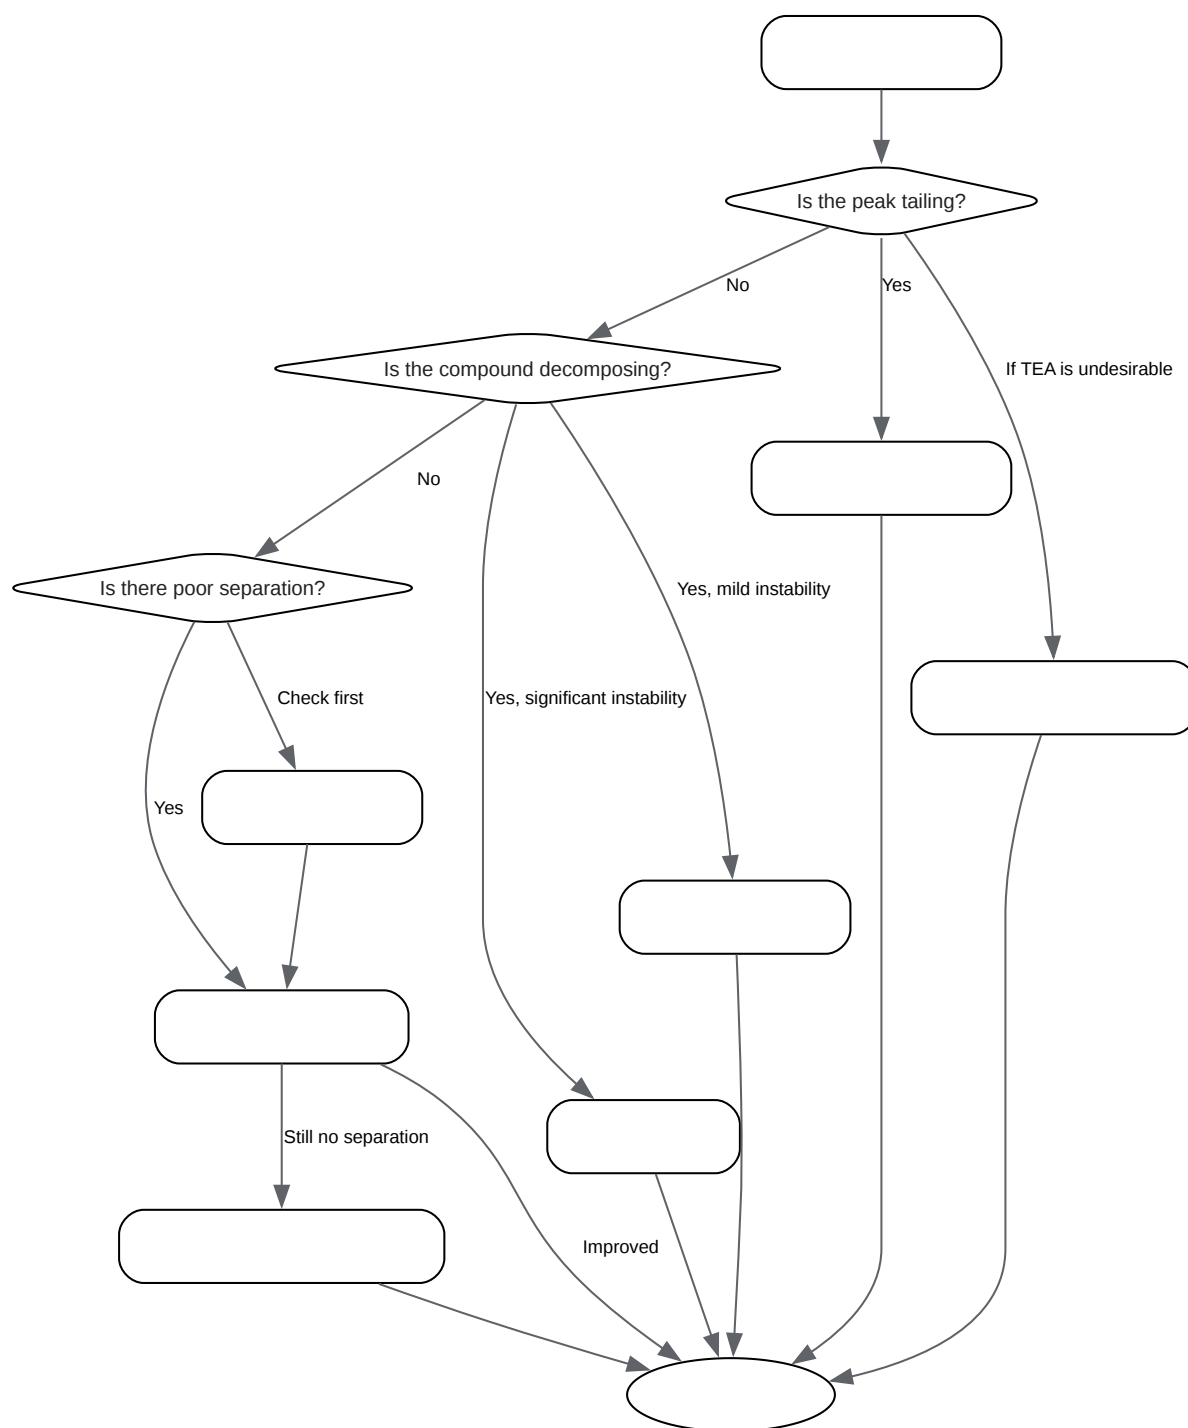 Is the peak tailing?
No
Yes
If TEA is undesirable
Is the compound decomposing?
No
Is there poor separation?
Yes, mild instability
Check first
Yes, significant instability
Yes
Still no separation
Improved